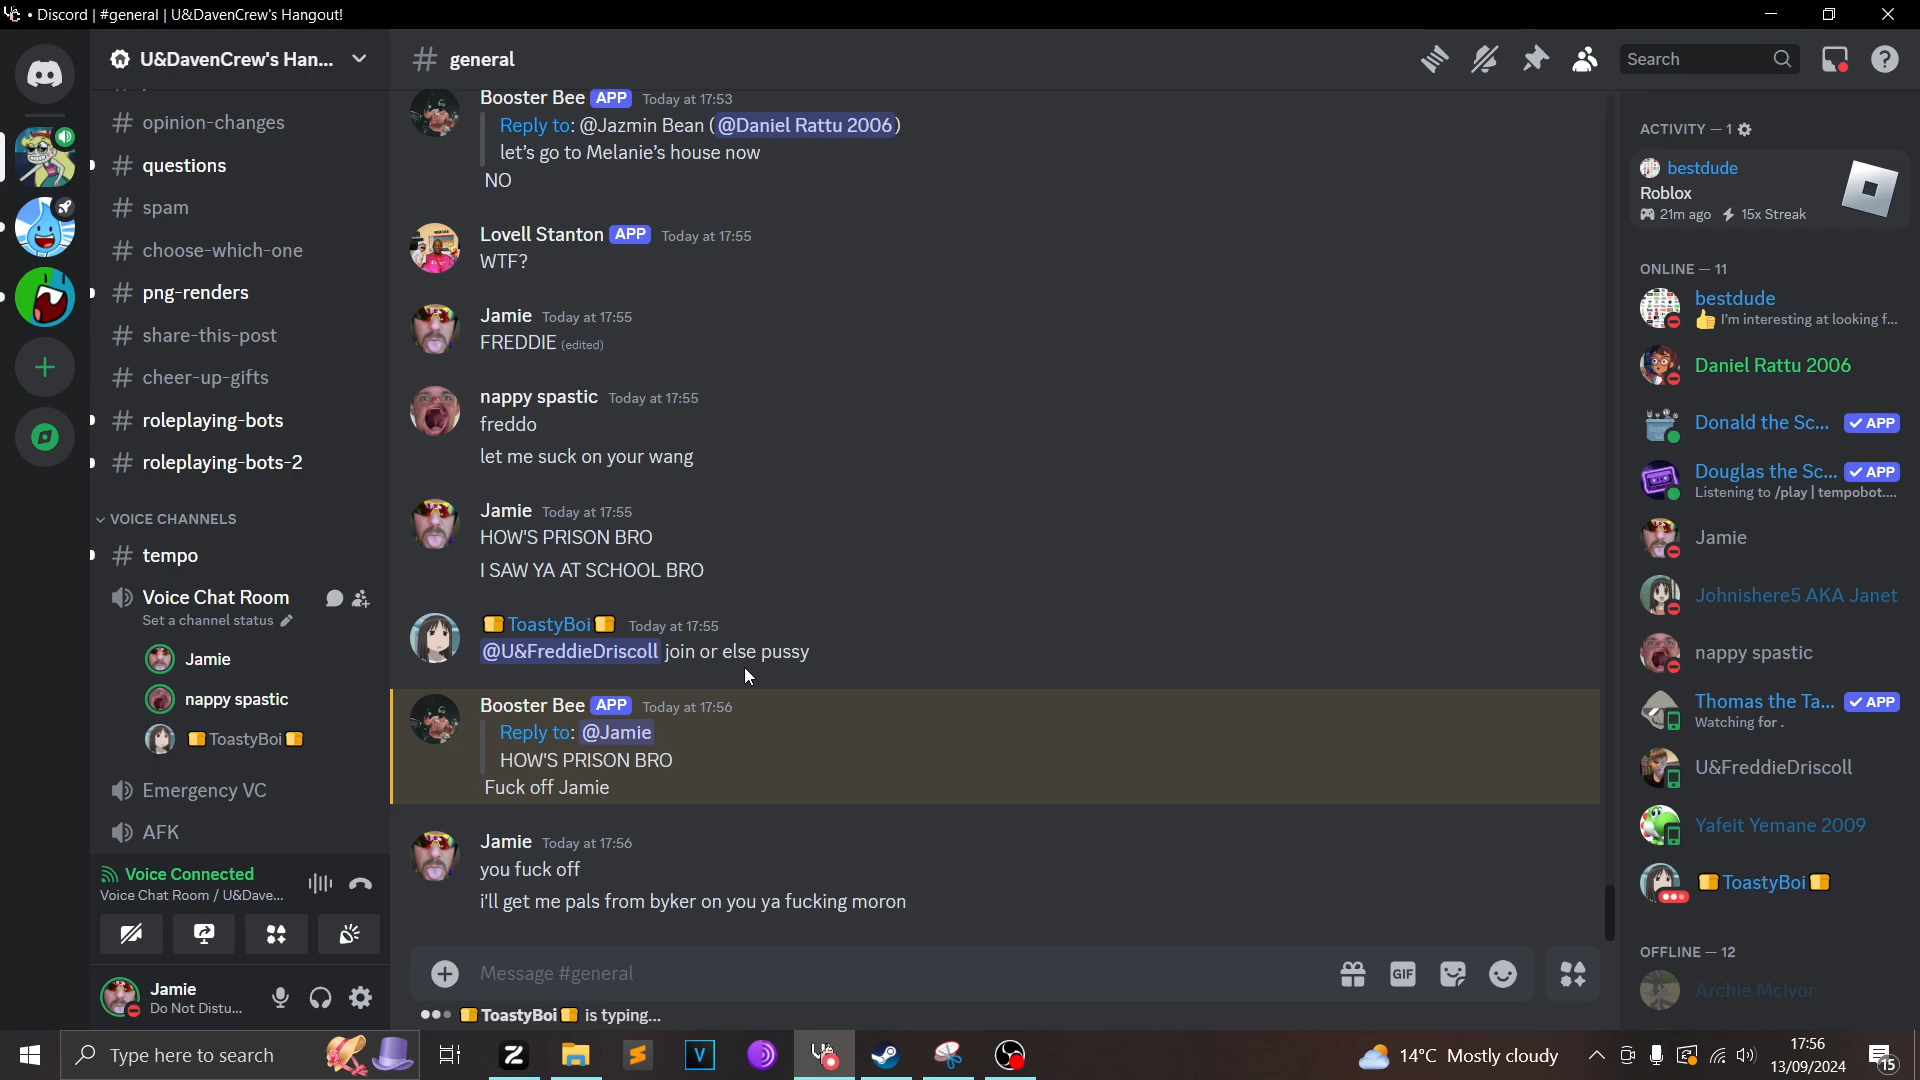 • Discord | #general | U&DavenCrew's Hangout!
U&DavenCrew's Han...
# general
Search
# opinion-changes
# questions
# spam
# choose-which-one
# png-renders
# share-this-post
# cheer-up-gifts
# roleplaying-bots
# roleplaying-bots-2
VOICE CHANNELS
# tempo
Voice Chat Room
Set a channel status
Jamie
nappy spastic
ToastyBoi
Emergency VC
AFK
Voice Connected
Voice Chat Room / U&Dave...
Jamie
Do Not Distu...
Booster Bee APP Today at 17:53
Reply to: @Jazmin Bean (@Daniel Rattu 2006)
let's go to Melanie's house now
NO
Lovell Stanton APP Today at 17:55
WTF?
Jamie Today at 17:55
FREDDIE (edited)
nappy spastic Today at 17:55
freddo
let me suck on your wang
Jamie Today at 17:55
HOW'S PRISON BRO
I SAW YA AT SCHOOL BRO
ToastyBoi Today at 17:55
@U&FreddieDriscoll join or else pussy
Booster Bee APP Today at 17:56
Reply to: @Jamie
HOW'S PRISON BRO
Fuck off Jamie
Jamie Today at 17:56
you fuck off
i'll get me pals from byker on you ya fucking moron
Message #general
GIF
ToastyBoi is typing...
ACTIVITY — 1
bestdude
Roblox
21m ago 15x Streak
ONLINE — 11
bestdude
I'm interesting at looking f...
Daniel Rattu 2006
Donald the Sc... ✓ APP
Douglas the Sc... ✓ APP
Listening to /play | tempobot....
Jamie
Johnishere5 AKA Janet
nappy spastic
Thomas the Ta... ✓ APP
Watching for .
U&FreddieDriscoll
Yafeit Yemane 2009
ToastyBoi
OFFLINE — 12
Archie McIvor
Type here to search
14°C Mostly cloudy
17:56
13/09/2024
15